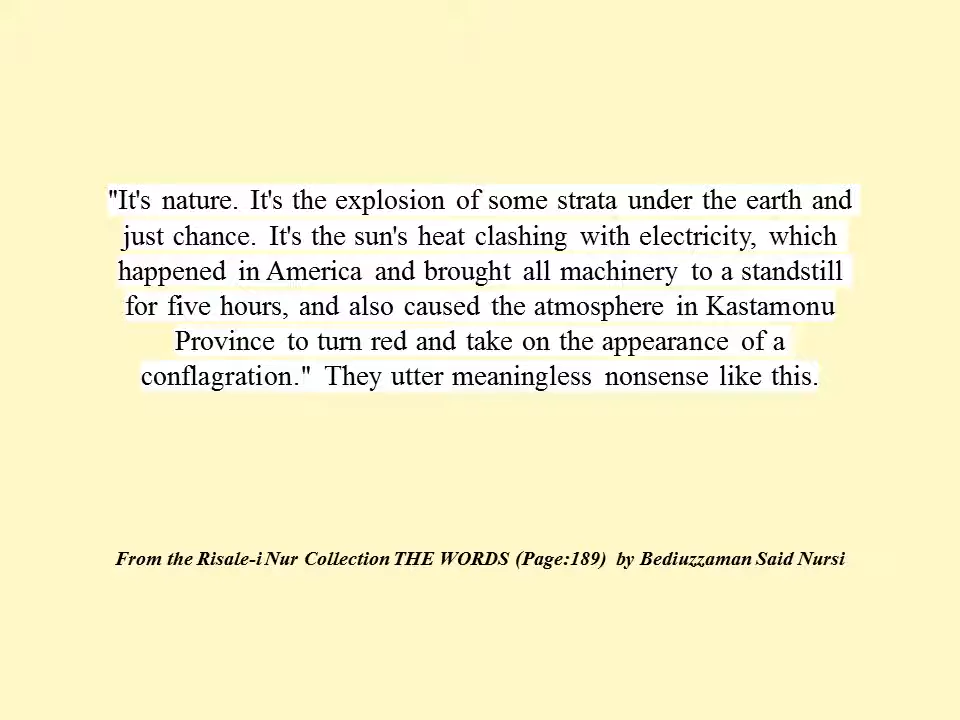 "It's nature. It's the explosion of some strata under the earth and
just chance. It's the sun's heat clashing with electricity, which
happened in America and brought all machinery to a standstill
for five hours, and also caused the atmosphere in Kastamonu
Province to turn red and take on the appearance of a
conflagration." They utter meaningless nonsense like this.
From the Risale-i Nur Collection THE WORDS (Page:189) by Bediuzzaman Said Nursi